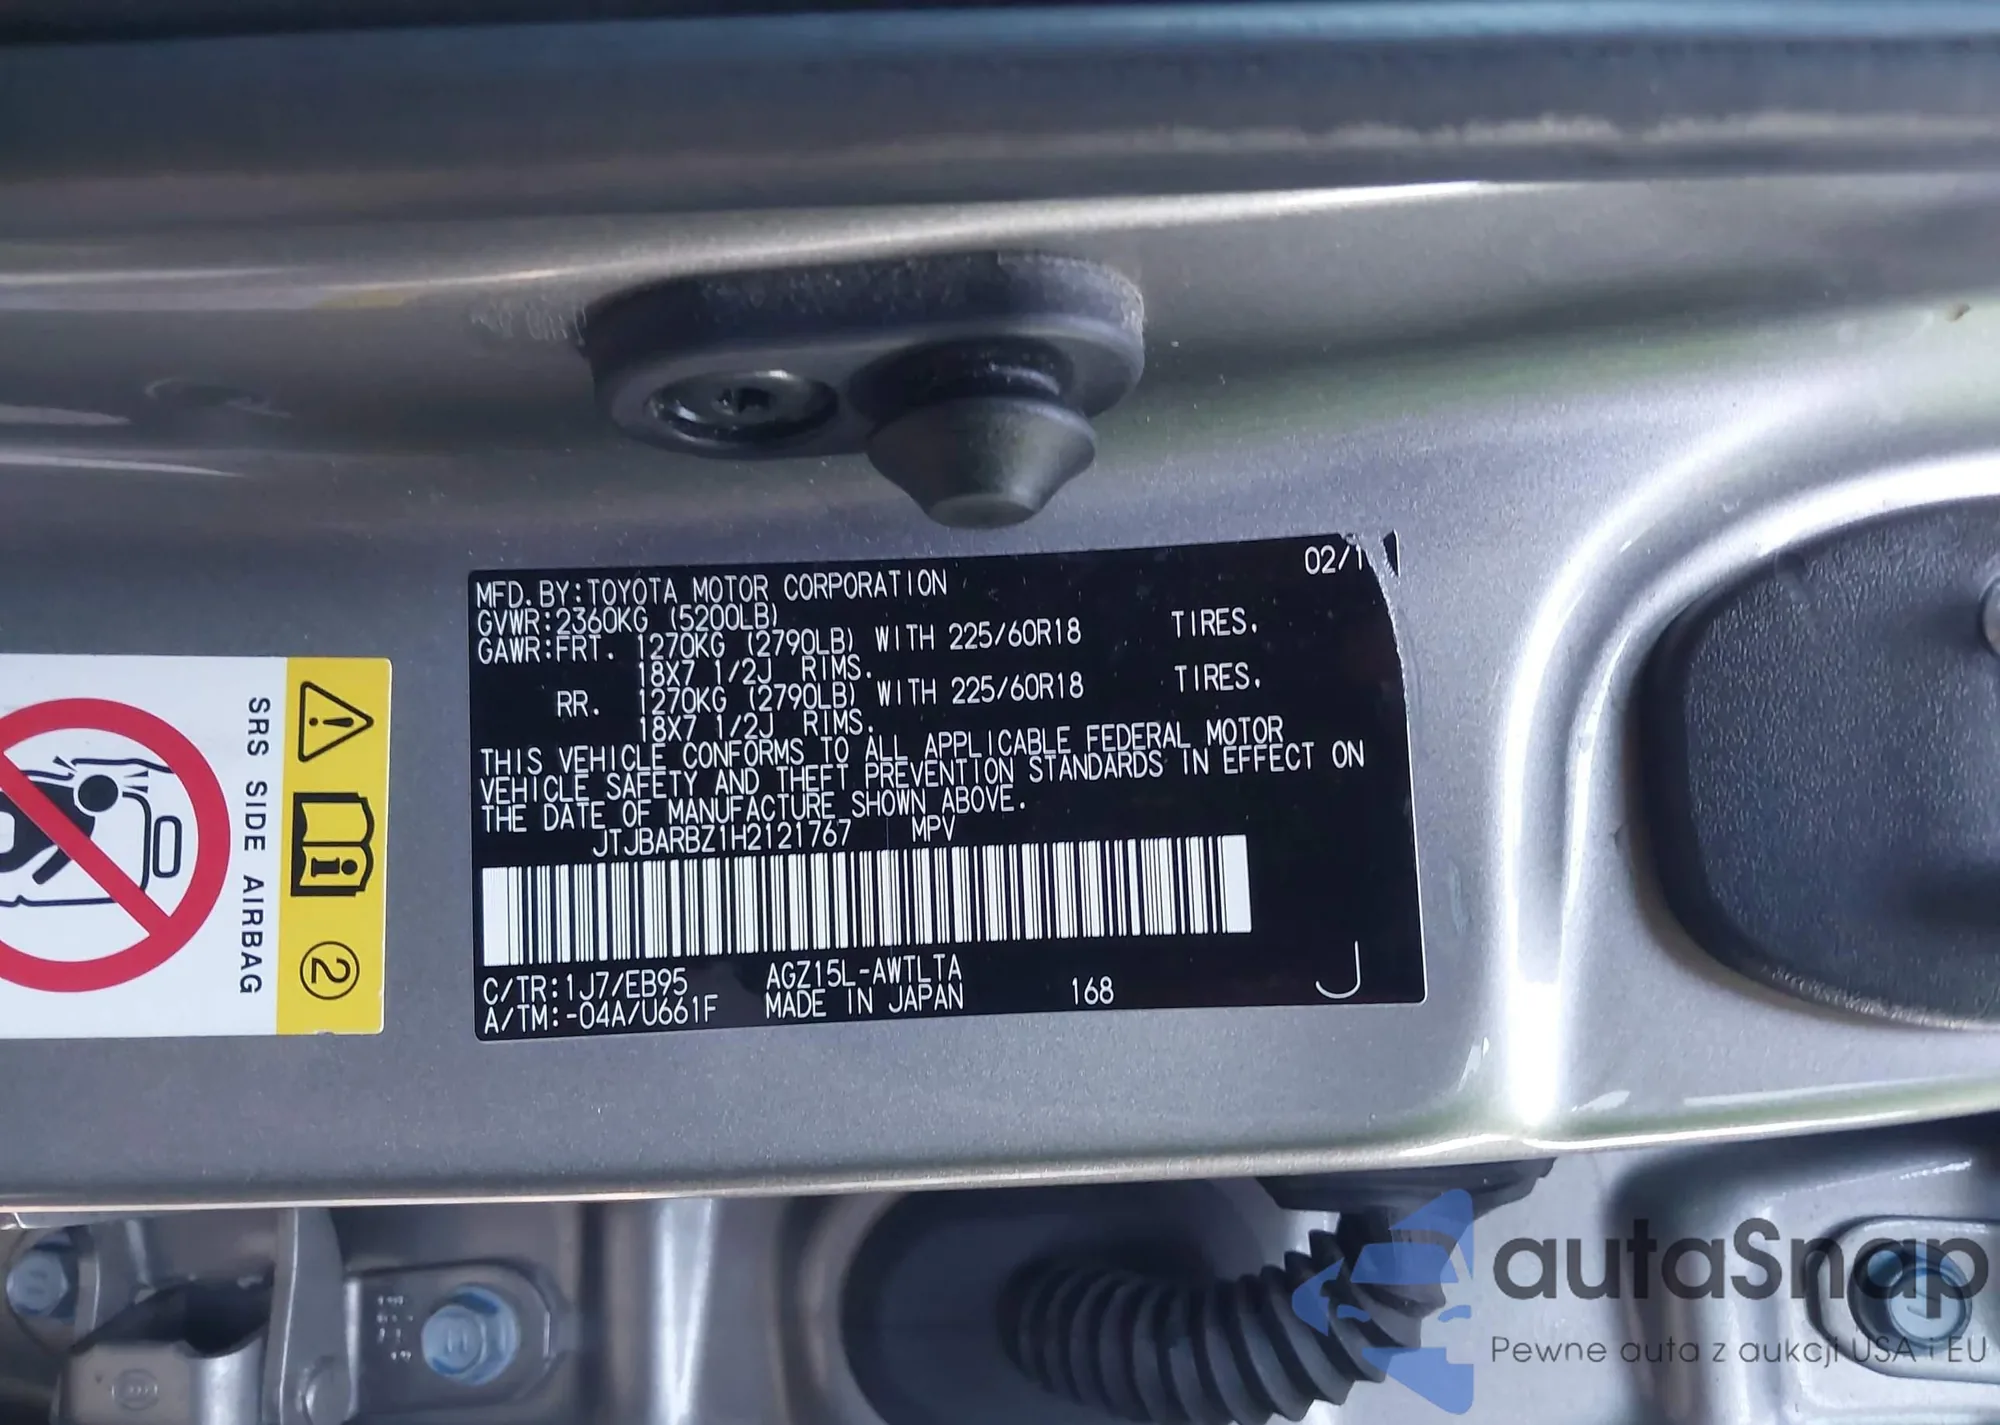 02/1
MFD. BY: TOYOTA MOTOR CORPORATION
GVWR: 2360KG (5200LB)
GAWR: FRT. 1270KG (2790LB) WITH 225/60R18 TIRES.
18X7 1/2J RIMS.
RR. 1270KG (2790LB) WITH 225/60R18 TIRES.
18X7 1/2J RIMS.
THIS VEHICLE CONFORMS TO ALL APPLICABLE FEDERAL MOTOR
VEHICLE SAFETY AND THEFT PREVENTION STANDARDS IN EFFECT ON
THE DATE OF MANUFACTURE SHOWN ABOVE.
JTJBARBZ1H2121767 MPV
C/TR: 1J7/EB95 AGZ15L-AWTLTA
A/TM: -04A/U661F MADE IN JAPAN 168 J
SRS SIDE AIRBAG
2
autaSnap
Pewne auta z aukcji USA i EU